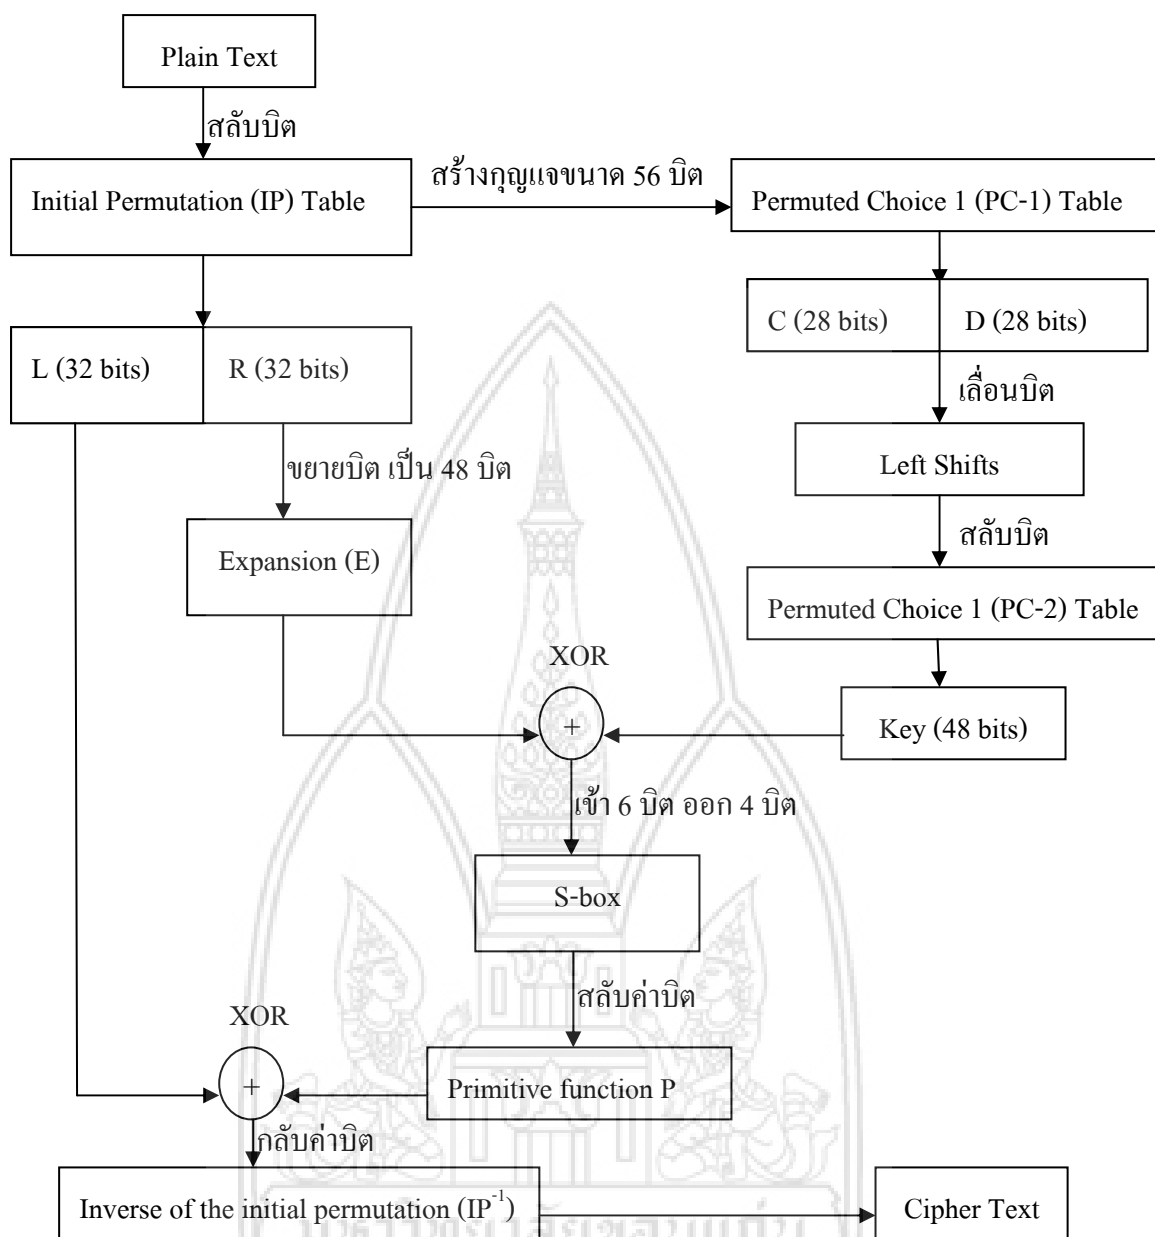 Plain Text
สลับบิต
Initial Permutation (IP) Table
สร้างกุญแจขนาด 56 บิต
Permuted Choice 1 (PC-1) Table
C (28 bits)
D (28 bits)
L (32 bits)
R (32 bits)
เลื่อนบิต
Left Shifts
ขยายบิต เป็น 48 บิต
สลับบิต
Expansion (E)
Permuted Choice 1 (PC-2) Table
XOR
+
Key (48 bits)
เข้า 6 บิต ออก 4 บิต
S-box
สลับค่าบิต
XOR
+
Primitive function P
กลับค่าบิต
Inverse of the initial permutation (IP⁻¹)
Cipher Text